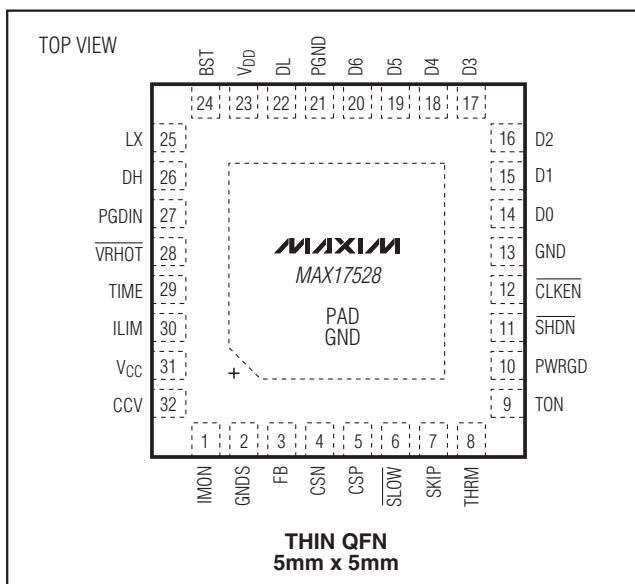 TOP VIEW
BST
VDD
DL
PGND
D6
D5
D4
D3
24
23
22
21
20
19
18
17
LX 25
DH 26
PGDIN 27
VRHOT 28
TIME 29
ILIM 30
VCC 31
CCV 32
16 D2
15 D1
14 D0
13 GND
12 CLKEN
11 SHDN
10 PWRGD
9 TON
MAXIM
MAX17528
PAD
GND
+
1
2
3
4
5
6
7
8
IMON
GNDS
FB
CSN
CSP
SLOW
SKIP
THRM
THIN QFN
5mm x 5mm